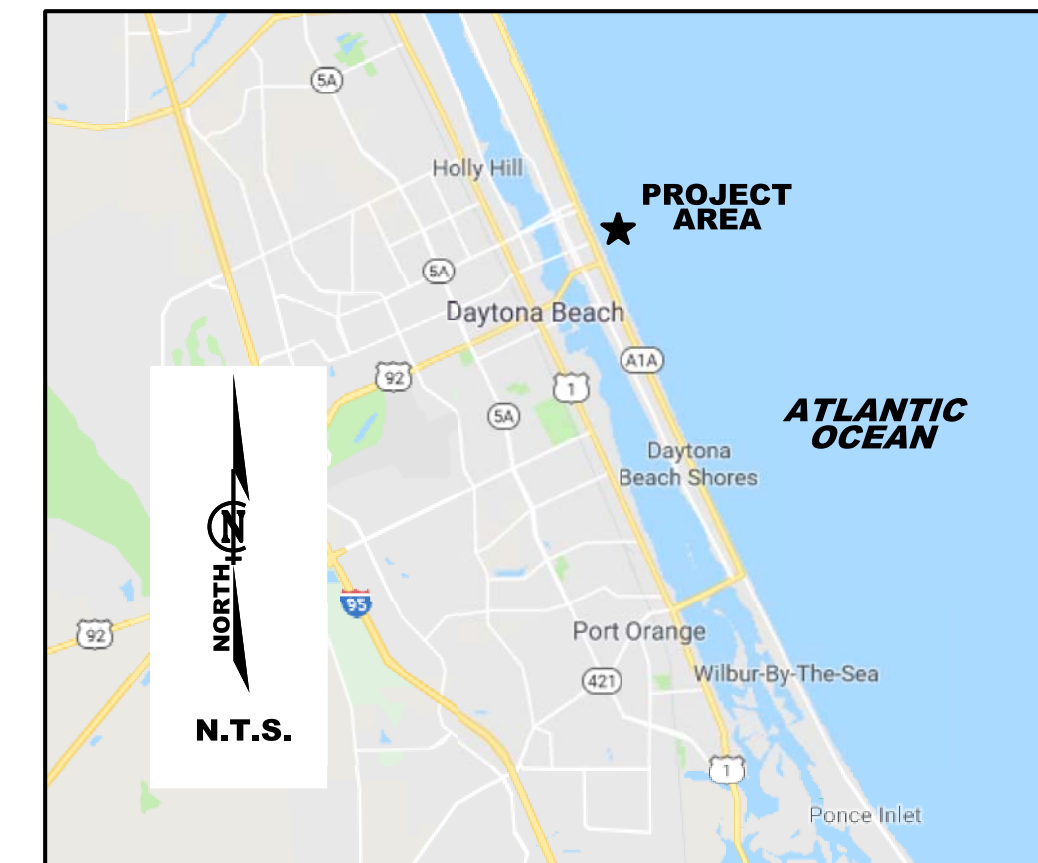 5A
Holly Hill
PROJECT
AREA
5A
Daytona Beach
A1A
92
1
5A
ATLANTIC
OCEAN
Daytona
Beach Shores
N
NORTH
95
92
Port Orange
421
Wilbur-By-The-Sea
N.T.S.
1
Ponce Inlet